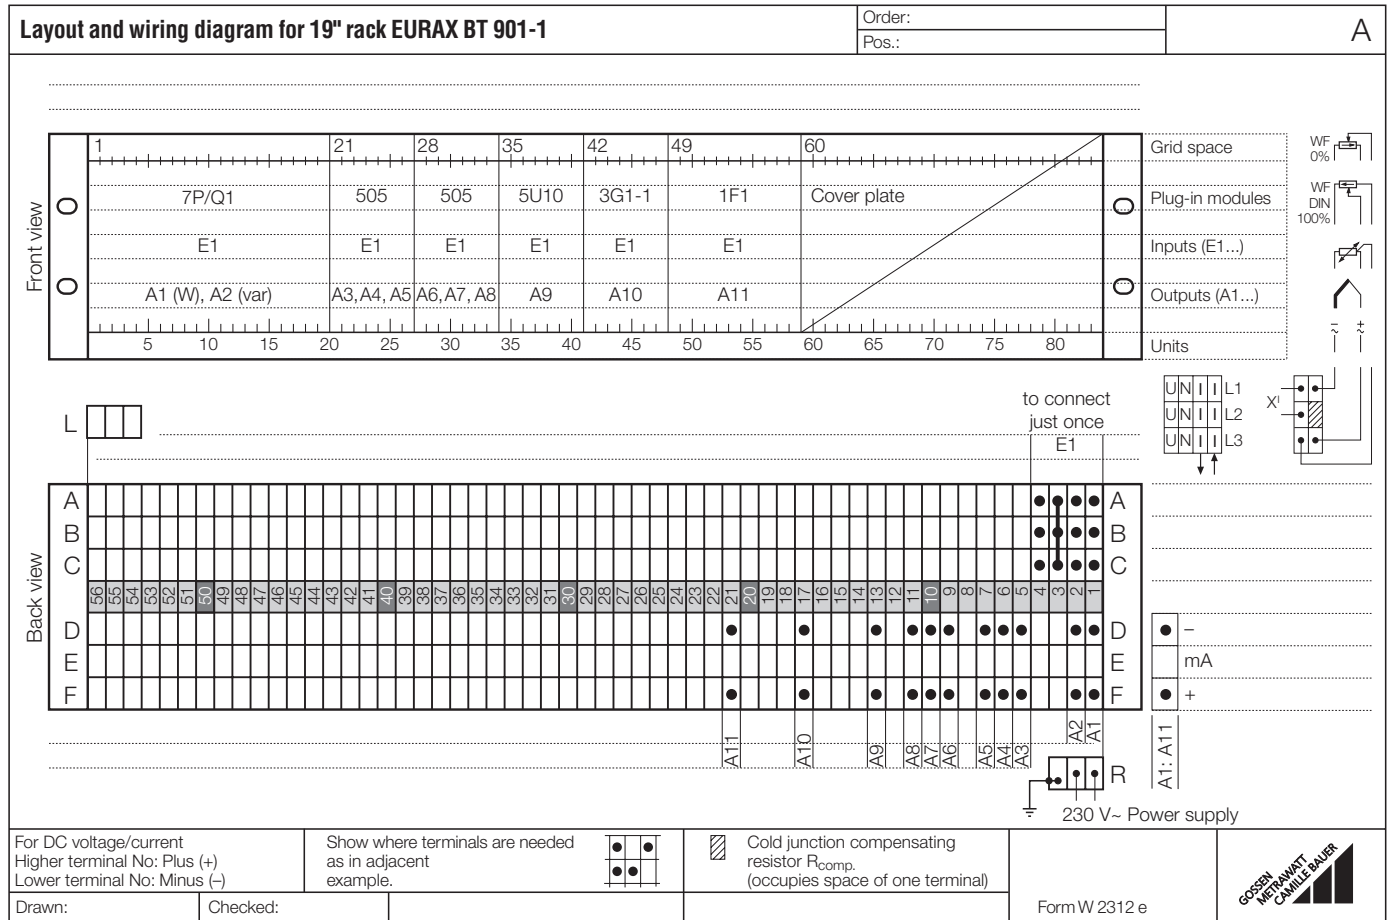 Layout and wiring diagram for 19" rack EURAX BT 901-1
Order:
Pos.:
A
1 21 28 35 42 49 60
Grid space
7P/Q1 505 505 5U10 3G1-1 1F1 Cover plate
Plug-in modules
E1 E1 E1 E1 E1 E1
Inputs (E1...)
A1 (W), A2 (var) A3, A4, A5 A6, A7, A8 A9 A10 A11
Outputs (A1...)
5 10 15 20 25 30 35 40 45 50 55 60 65 70 75 80
Units
Front view
WF
0%
WF
DIN
100%
– +
~ ~
L
to connect
just once
E1
U N I I L1
U N I I L2
U N I I L3
X I
Back view
A A
B B
C C
56 55 54 53 52 51 50 49 48 47 46 45 44 43 42 41 40 39 38 37 36 35 34 33 32 31 30 29 28 27 26 25 24 23 22 21 20 19 18 17 16 15 14 13 12 11 10 9 8 7 6 5 4 3 2 1
D D
E E
F F
–
mA
+
A11 A10 A9 A8 A7 A6 A5 A4 A3 A2 A1
A1: A11
R
230 V~ Power supply
For DC voltage/current
Higher terminal No: Plus (+)
Lower terminal No: Minus (–)
Show where terminals are needed
as in adjacent
example.
Cold junction compensating
resistor Rcomp.
(occupies space of one terminal)
Form W 2312 e
GOSSEN
METRAWATT
CAMILLE BAUER
Drawn:
Checked: